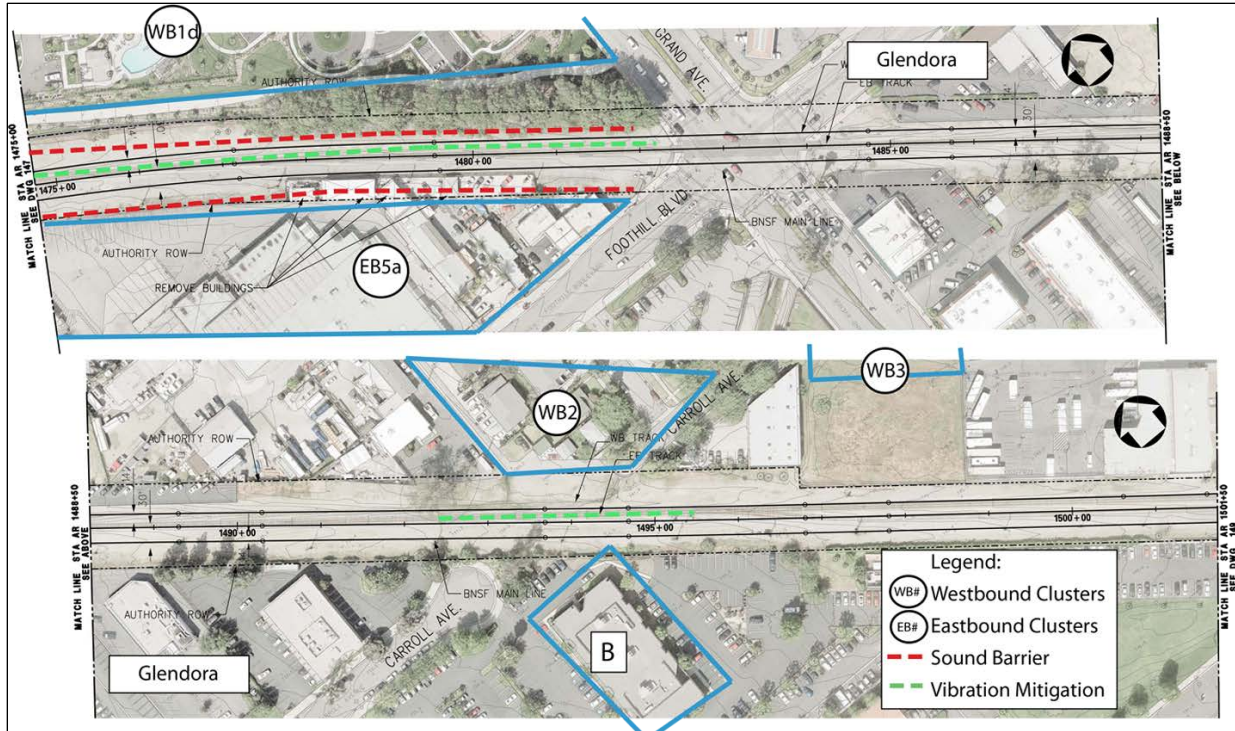 WB1d
GRAND AVE.
Glendora
AUTHORITY ROW
EB TRACK
14'
30'
1475+00
1480+00
1485+00
MATCH LINE STA AR 1475+00
SEE DWG 147
MATCH LINE STA AR 1488+50
SEE BELOW
FOOTHILL BLVD
BNSF MAIN LINE
AUTHORITY ROW
EB5a
REMOVE BUILDINGS
WB2
CARROLL AVE.
WB3
AUTHORITY ROW
WB TRACK
EB TRACK
14'
30'
1490+00
1495+00
1500+00
MATCH LINE STA AR 1488+50
SEE ABOVE
MATCH LINE STA AR 1501+50
SEE DWG 149
BNSF MAIN LINE
AUTHORITY ROW
CARROLL AVE.
B
Glendora
Legend:
WB# Westbound Clusters
EB# Eastbound Clusters
Sound Barrier
Vibration Mitigation